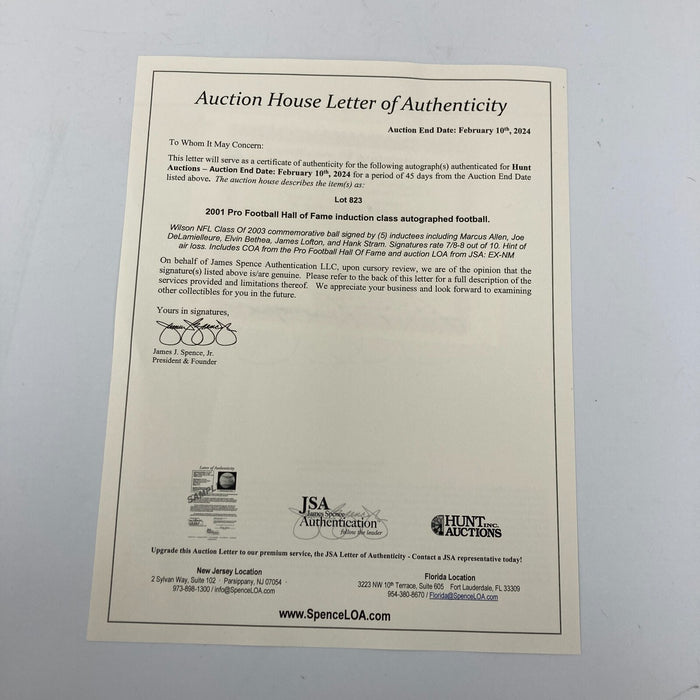 Auction House Letter of Authenticity
Auction End Date: February 10th, 2024
To Whom It May Concern:
This letter will serve as a certificate of authenticity for the following autograph(s) authenticated for Hunt
Auctions – Auction End Date: February 10th, 2024 for a period of 45 days from the Auction End Date
listed above. The auction house describes the item(s) as:
Lot 823
2001 Pro Football Hall of Fame induction class autographed football.
Wilson NFL Class Of 2003 commemorative ball signed by (5) inductees including Marcus Allen, Joe
DeLamielleure, Elvin Bethea, James Lofton, and Hank Stram. Signatures rate 7/8-8 out of 10. Hint of
air loss. Includes COA from the Pro Football Hall Of Fame and auction LOA from JSA: EX-NM
On behalf of James Spence Authentication LLC, upon cursory review, we are of the opinion that the
signature(s) listed above is/are genuine. Please refer to the back of this letter for a full description of the
services provided and limitations thereof. We appreciate your business and look forward to examining
other collectibles for you in the future.
Yours in signatures,
James J. Spence, Jr.
President & Founder
Letter of Authenticity
SAMPLE
JSA
James Spence
Authentication
Follow the leader
HUNT INC.
AUCTIONS
Upgrade this Auction Letter to our premium service, the JSA Letter of Authenticity - Contact a JSA representative today!
New Jersey Location
2 Sylvan Way, Suite 102 · Parsippany, NJ 07054
973-898-1300 / info@SpenceLOA.com
Florida Location
3223 NW 10th Terrace, Suite 605 Fort Lauderdale, FL 33309
954-380-8670 / Florida@SpenceLOA.com
www.SpenceLOA.com